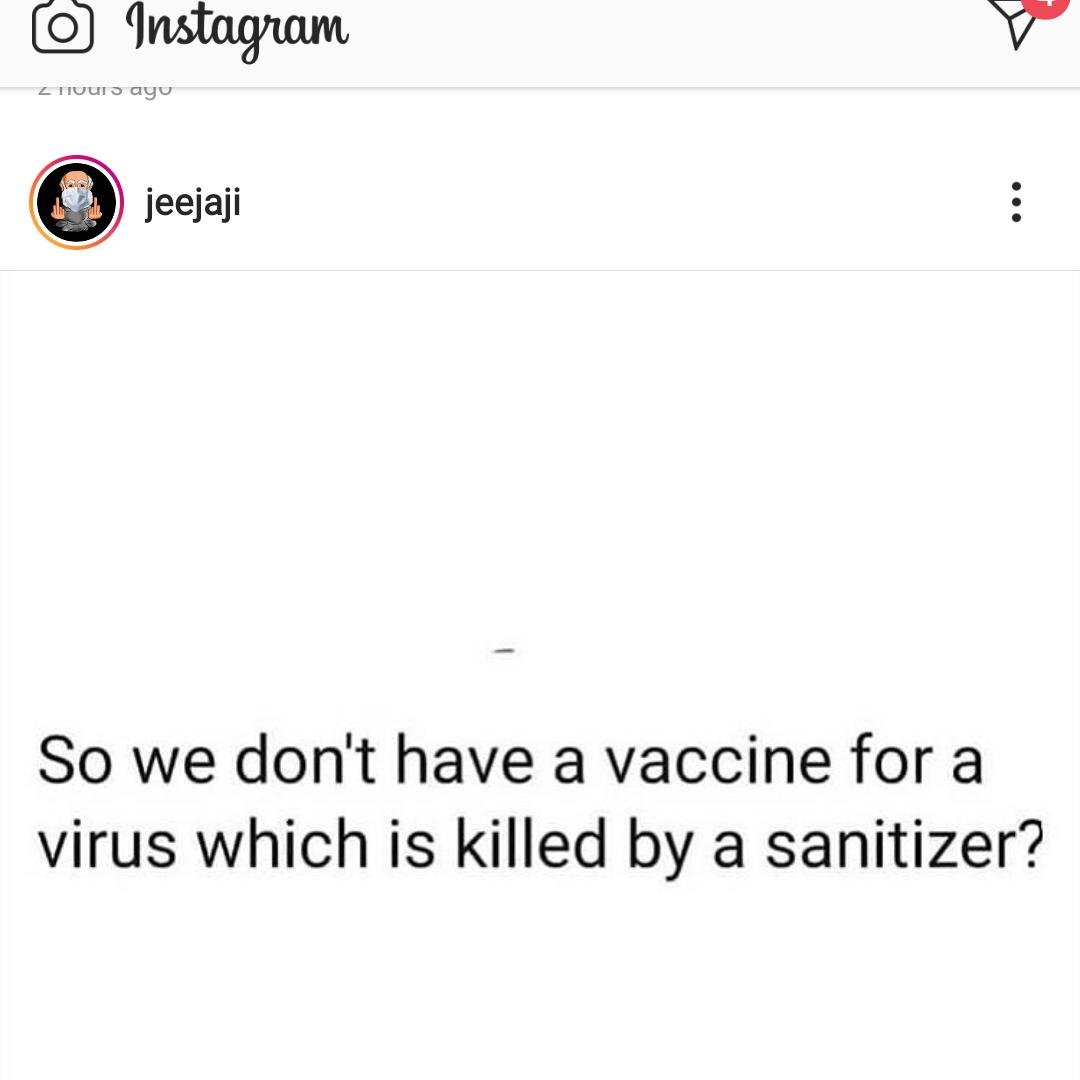 Instagram
2 hours ago
jeejaji
So we don't have a vaccine for a
virus which is killed by a sanitizer?